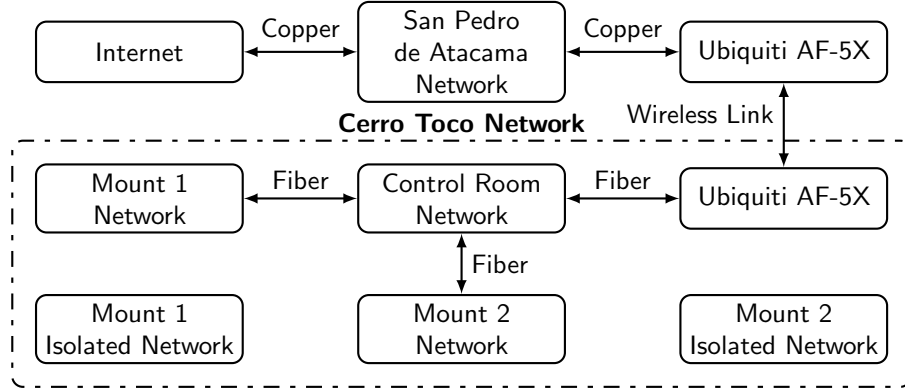 Internet
Copper
San Pedro
de Atacama
Network
Copper
Ubiquiti AF-5X
Wireless Link
Cerro Toco Network
Mount 1
Network
Fiber
Control Room
Network
Fiber
Ubiquiti AF-5X
Fiber
Mount 1
Isolated Network
Mount 2
Network
Mount 2
Isolated Network